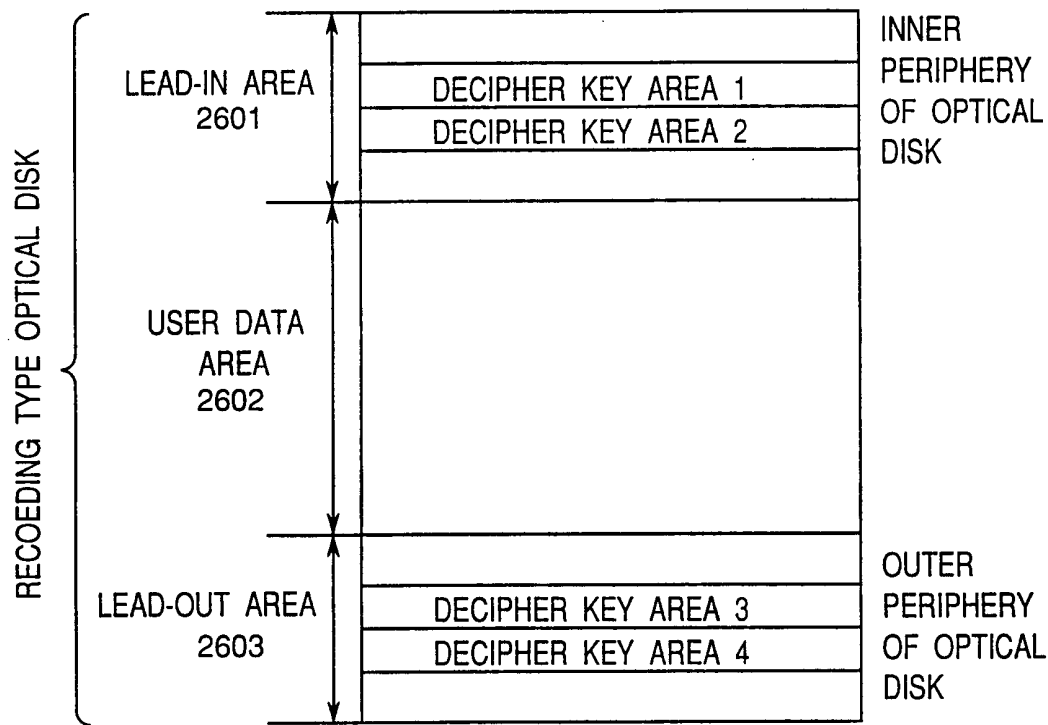 RECOEDING TYPE OPTICAL DISK
LEAD-IN AREA
2601
DECIPHER KEY AREA 1
DECIPHER KEY AREA 2
INNER
PERIPHERY
OF OPTICAL
DISK
USER DATA
AREA
2602
LEAD-OUT AREA
2603
DECIPHER KEY AREA 3
DECIPHER KEY AREA 4
OUTER
PERIPHERY
OF OPTICAL
DISK